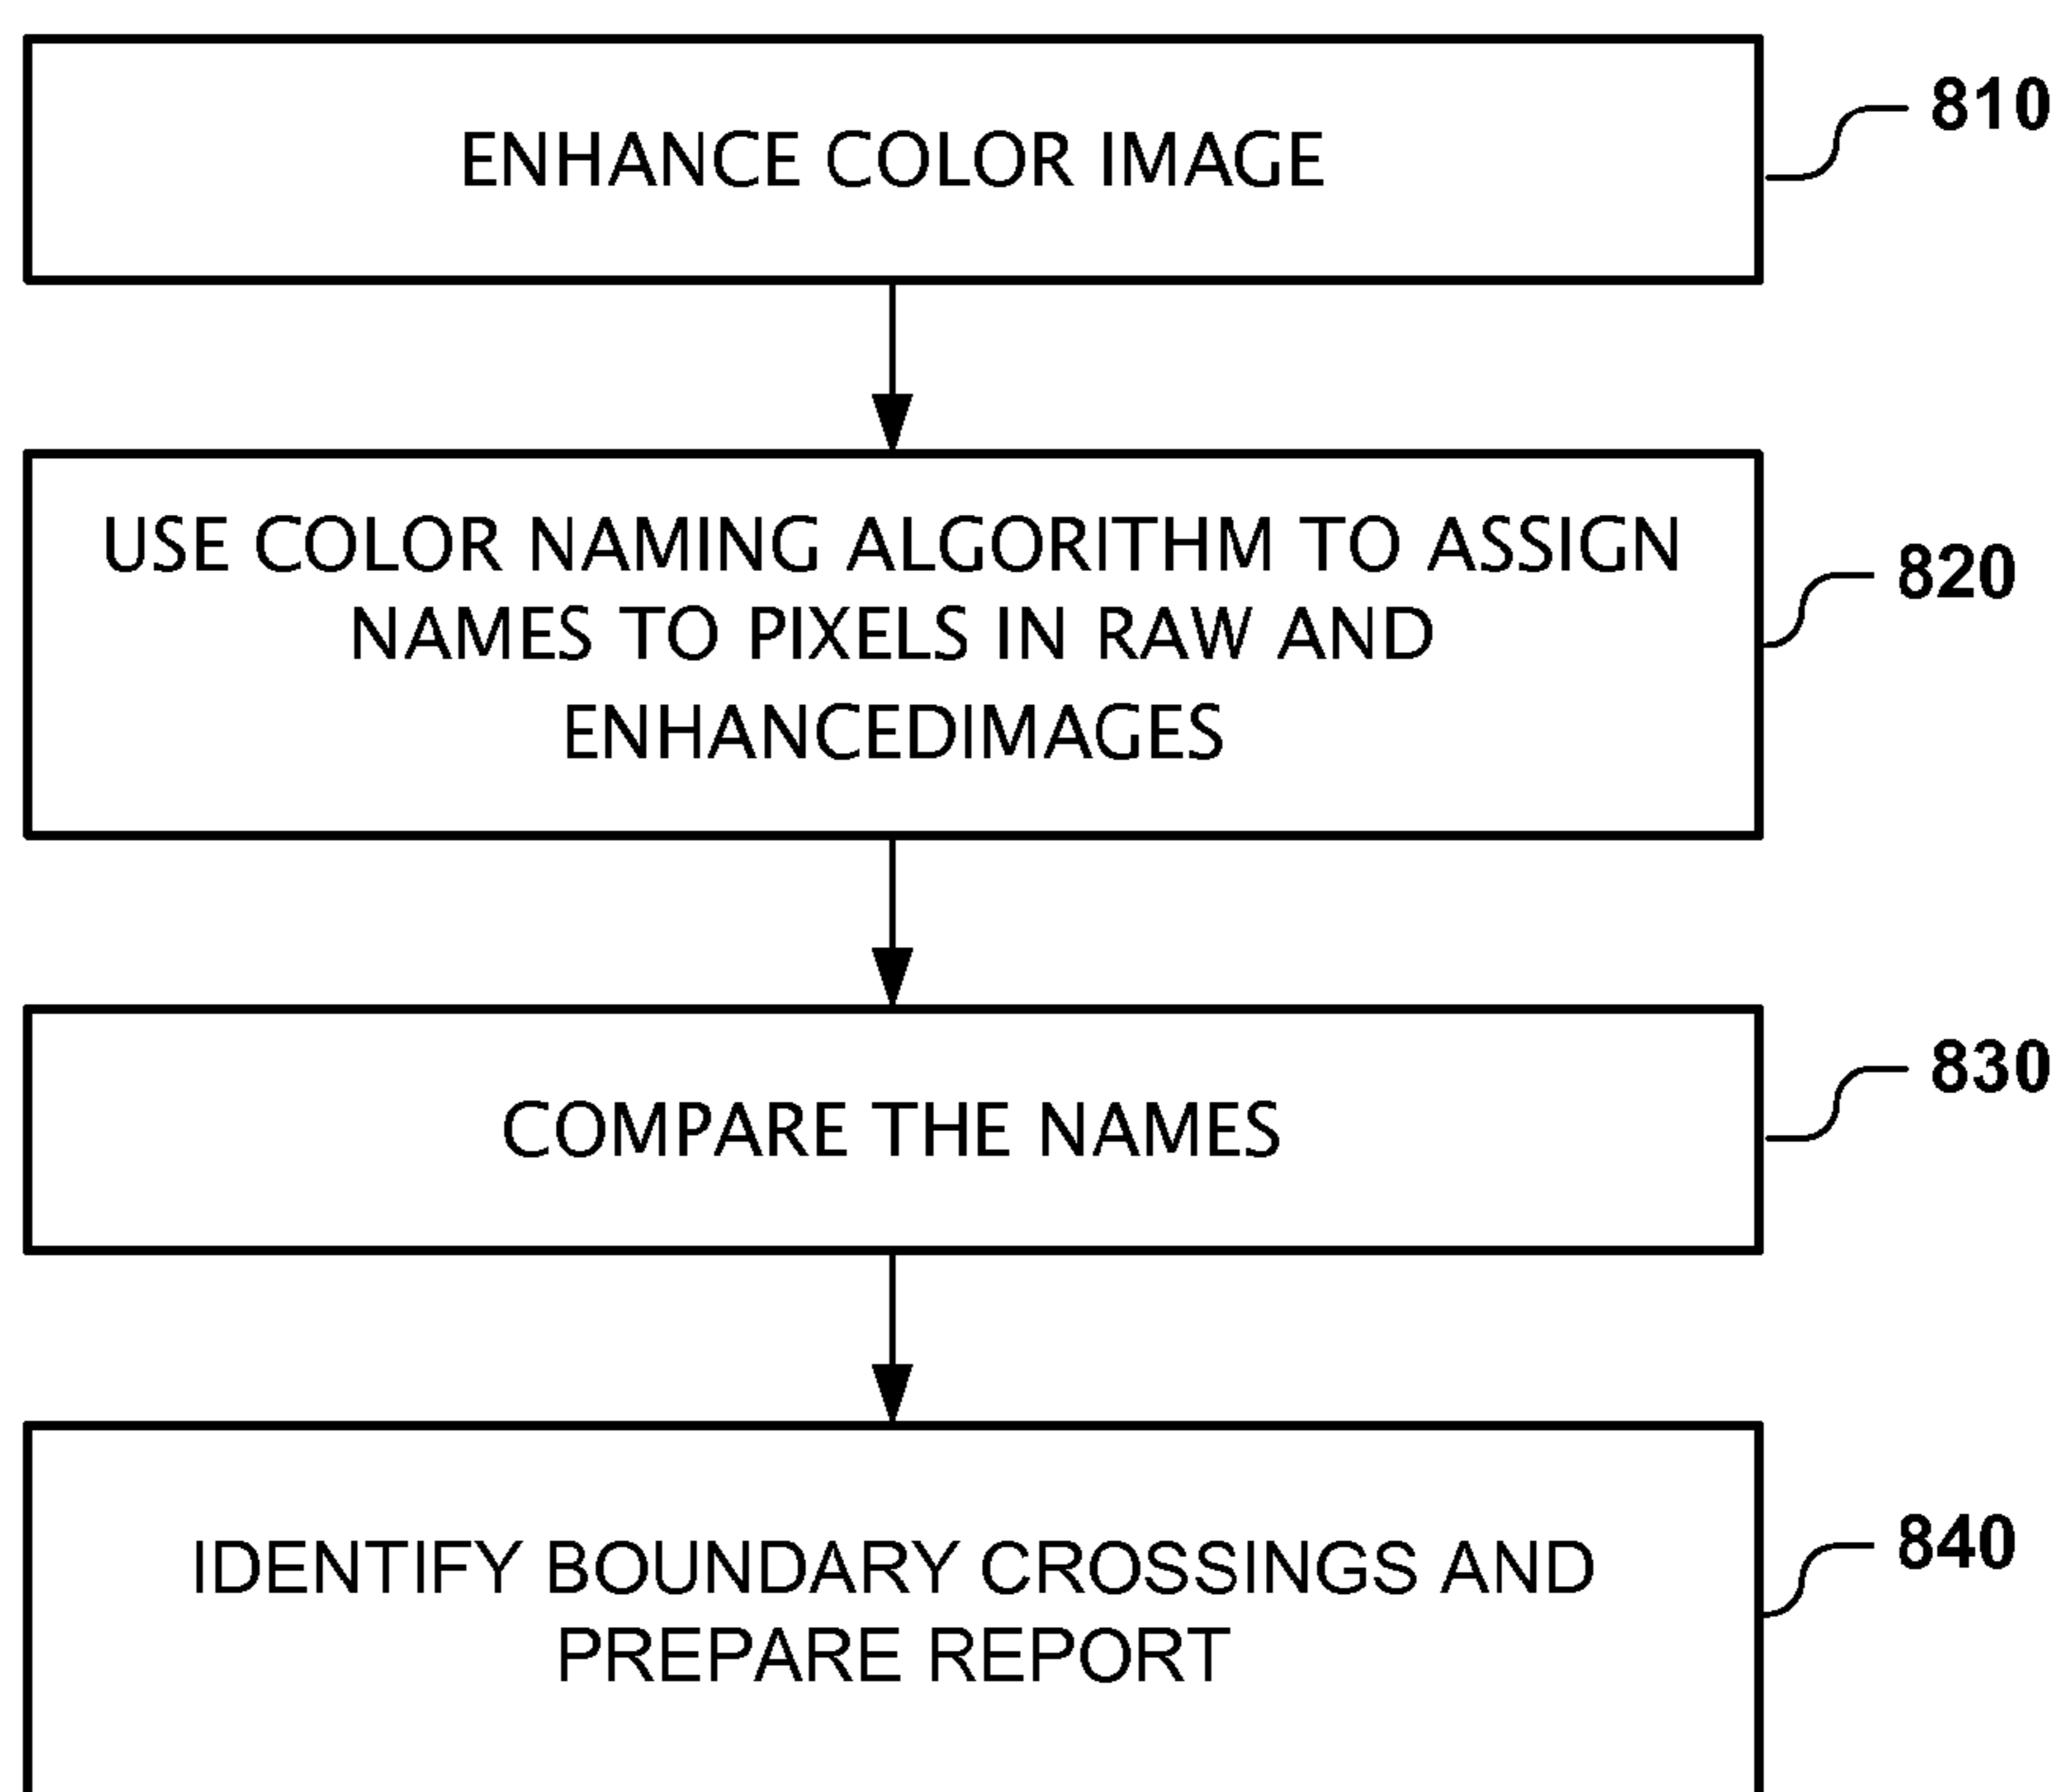 ENHANCE COLOR IMAGE
810
USE COLOR NAMING ALGORITHM TO ASSIGN
NAMES TO PIXELS IN RAW AND
ENHANCEDIMAGES
820
COMPARE THE NAMES
830
IDENTIFY BOUNDARY CROSSINGS AND
PREPARE REPORT
840